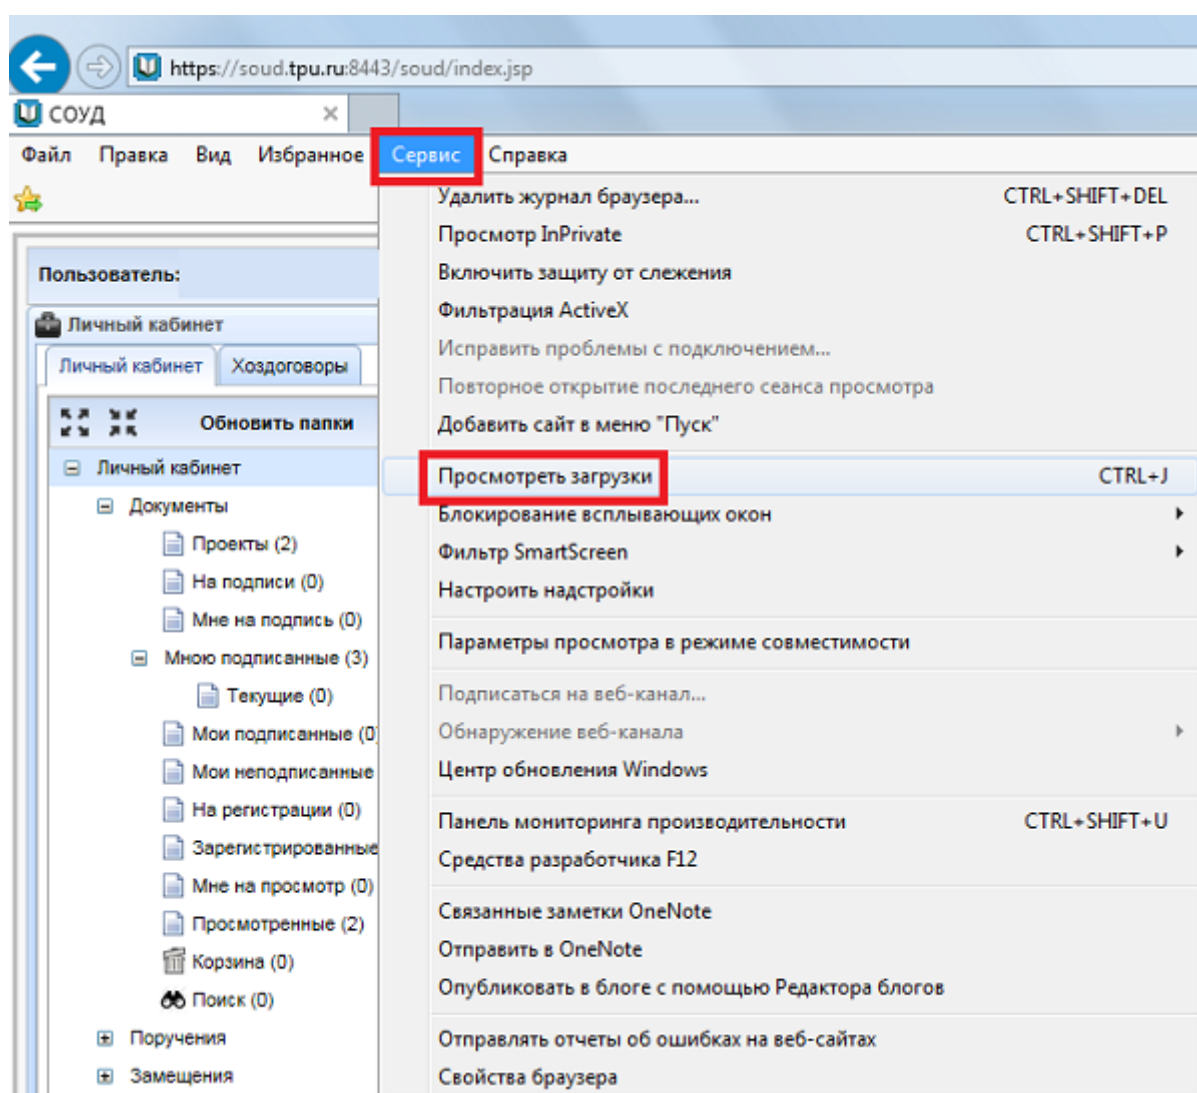 https://soud.tpu.ru:8443/soud/index.jsp
СОУД
Файл Правка Вид Избранное Сервис Справка
Удалить журнал браузера... CTRL+SHIFT+DEL
Просмотр InPrivate CTRL+SHIFT+P
Включить защиту от слежения
Фильтрация ActiveX
Исправить проблемы с подключением...
Повторное открытие последнего сеанса просмотра
Добавить сайт в меню "Пуск"
Просмотреть загрузки CTRL+J
Блокирование всплывающих окон
Фильтр SmartScreen
Настроить надстройки
Параметры просмотра в режиме совместимости
Подписаться на веб-канал...
Обнаружение веб-канала
Центр обновления Windows
Панель мониторинга производительности CTRL+SHIFT+U
Средства разработчика F12
Связанные заметки OneNote
Отправить в OneNote
Опубликовать в блоге с помощью Редактора блогов
Отправлять отчеты об ошибках на веб-сайтах
Свойства браузера
Пользователь:
Личный кабинет
Личный кабинет Хоздоговоры
Обновить папки
Личный кабинет
Документы
Проекты (2)
На подписи (0)
Мне на подпись (0)
Мною подписанные (3)
Текущие (0)
Мои подписанные (0
Мои неподписанные
На регистрации (0)
Зарегистрированные
Мне на просмотр (0)
Просмотренные (2)
Корзина (0)
Поиск (0)
Поручения
Замещения